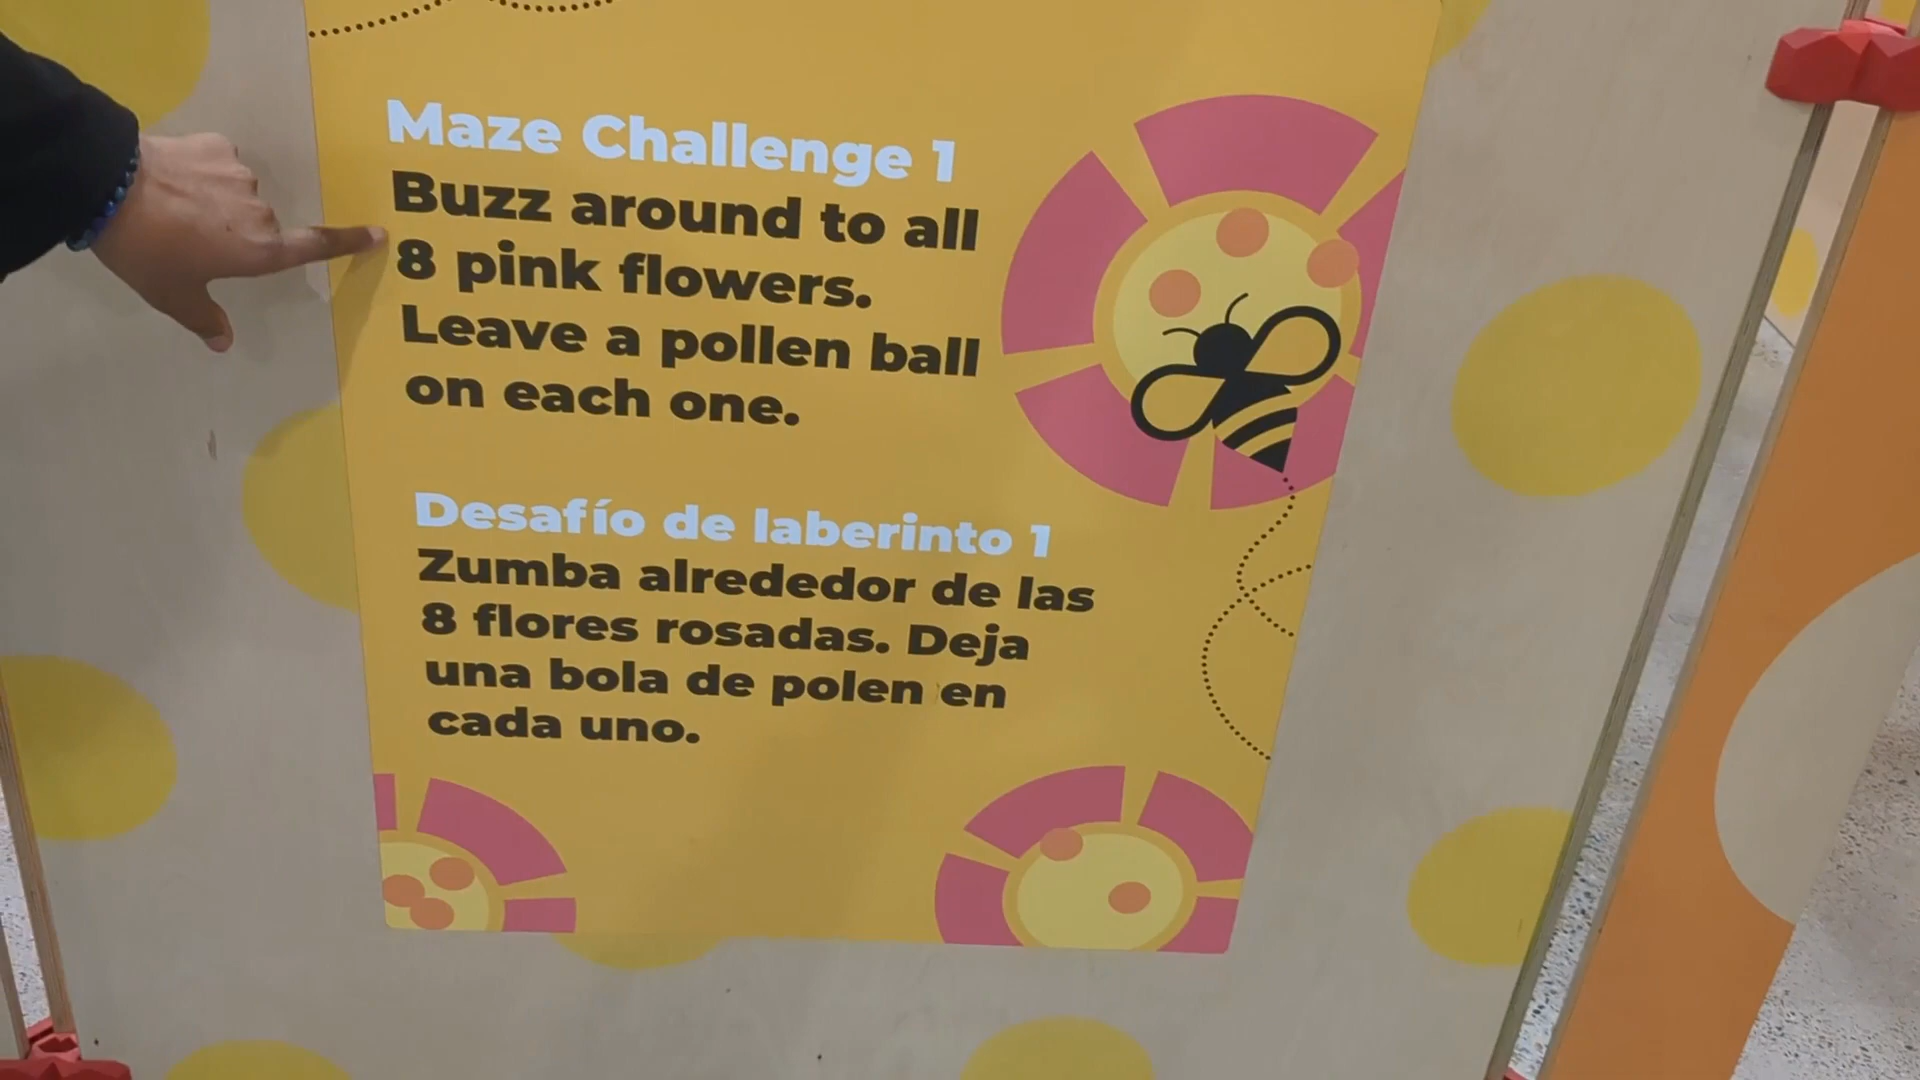 Maze Challenge 1
Buzz around to all
8 pink flowers.
Leave a pollen ball
on each one.
Desafío de laberinto 1
Zumba alrededor de las
8 flores rosadas. Deja
una bola de polen en
cada uno.